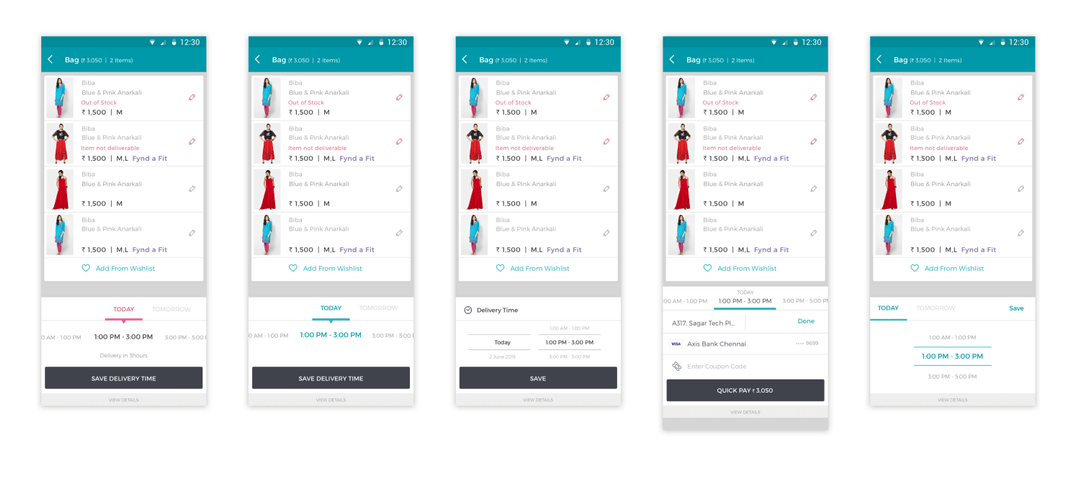 12:30
Bag (₹ 3,050 | 2 Items)
Biba
Blue & Pink Anarkali
Out of Stock
₹ 1,500 | M
Biba
Blue & Pink Anarkali
Item not deliverable
₹ 1,500 | M,L Fynd a Fit
Biba
Blue & Pink Anarkali
₹ 1,500 | M
Biba
Blue & Pink Anarkali
₹ 1,500 | M,L Fynd a Fit
Add From Wishlist
TODAY TOMORROW
0 AM - 1:00 PM 1:00 PM - 3:00 PM 3:00 PM - 5:00 P
Delivery in 3hours
SAVE DELIVERY TIME
VIEW DETAILS
12:30
Bag (₹ 3,050 | 2 Items)
Biba
Blue & Pink Anarkali
Out of Stock
₹ 1,500 | M
Biba
Blue & Pink Anarkali
Item not deliverable
₹ 1,500 | M,L Fynd a Fit
Biba
Blue & Pink Anarkali
₹ 1,500 | M
Biba
Blue & Pink Anarkali
₹ 1,500 | M,L Fynd a Fit
Add From Wishlist
TODAY TOMORROW
00 AM - 1:00 PM 1:00 PM - 3:00 PM 3:00 PM - 5:00
SAVE DELIVERY TIME
VIEW DETAILS
12:30
Bag (₹ 3,050 | 2 Items)
Biba
Blue & Pink Anarkali
Out of Stock
₹ 1,500 | M
Biba
Blue & Pink Anarkali
Item not deliverable
₹ 1,500 | M,L Fynd a Fit
Biba
Blue & Pink Anarkali
₹ 1,500 | M
Biba
Blue & Pink Anarkali
₹ 1,500 | M,L Fynd a Fit
Add From Wishlist
Delivery Time
1:00 AM - 1:00 PM
Today 1:00 PM - 3:00 PM
2 June 2015 3:00 PM - 5:00 PM
SAVE
VIEW DETAILS
12:30
Bag (₹ 3,050 | 2 Items)
Biba
Blue & Pink Anarkali
Out of Stock
₹ 1,500 | M
Biba
Blue & Pink Anarkali
Item not deliverable
₹ 1,500 | M,L Fynd a Fit
Biba
Blue & Pink Anarkali
₹ 1,500 | M
Biba
Blue & Pink Anarkali
₹ 1,500 | M,L Fynd a Fit
Add From Wishlist
TODAY
:00 AM - 1:00 PM 1:00 PM - 3:00 PM 3:00 PM - 5:00 P
A317, Sagar Tech Pl... Done
VISA Axis Bank Chennai 9699
Enter Coupon Code
QUICK PAY ₹ 3,050
VIEW DETAILS
12:30
Bag (₹ 3,050 | 2 Items)
Biba
Blue & Pink Anarkali
Out of Stock
₹ 1,500 | M
Biba
Blue & Pink Anarkali
Item not deliverable
₹ 1,500 | M,L Fynd a Fit
Biba
Blue & Pink Anarkali
₹ 1,500 | M
Biba
Blue & Pink Anarkali
₹ 1,500 | M,L Fynd a Fit
Add From Wishlist
TODAY TOMORROW Save
1:00 AM - 1:00 PM
1:00 PM - 3:00 PM
3:00 PM - 5:00 PM
VIEW DETAILS